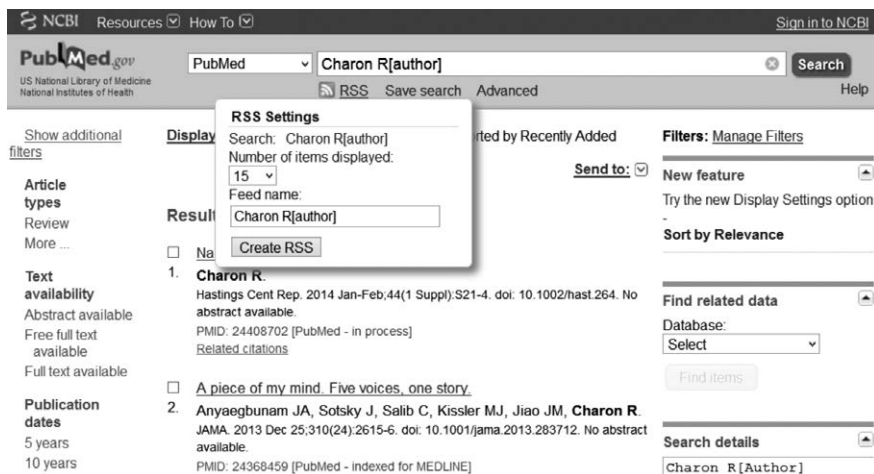 NCBI Resources How To Sign in to NCBI
PubMed.gov
US National Library of Medicine
National Institutes of Health
PubMed Charon R[author] Search
RSS Save search Advanced Help
Show additional
filters
Article
types
Review
More ...
Text
availability
Abstract available
Free full text
available
Full text available
Publication
dates
5 years
10 years
RSS Settings
Search: Charon R[author]
Number of items displayed:
15
Feed name:
Charon R[author]
Create RSS
Display
rted by Recently Added
Send to:
Result
Na
1. Charon R.
Hastings Cent Rep. 2014 Jan-Feb;44(1 Suppl):S21-4. doi: 10.1002/hast.264. No
abstract available.
PMID: 24408702 [PubMed - in process]
Related citations
A piece of my mind. Five voices, one story.
2. Anyaegbunam JA, Sotsky J, Salib C, Kissler MJ, Jiao JM, Charon R.
JAMA. 2013 Dec 25;310(24):2615-6. doi: 10.1001/jama.2013.283712. No abstract
available.
PMID: 24368459 [PubMed - indexed for MEDLINE]
Filters: Manage Filters
New feature
Try the new Display Settings option
-
Sort by Relevance
Find related data
Database:
Select
Find items
Search details
Charon R[Author]